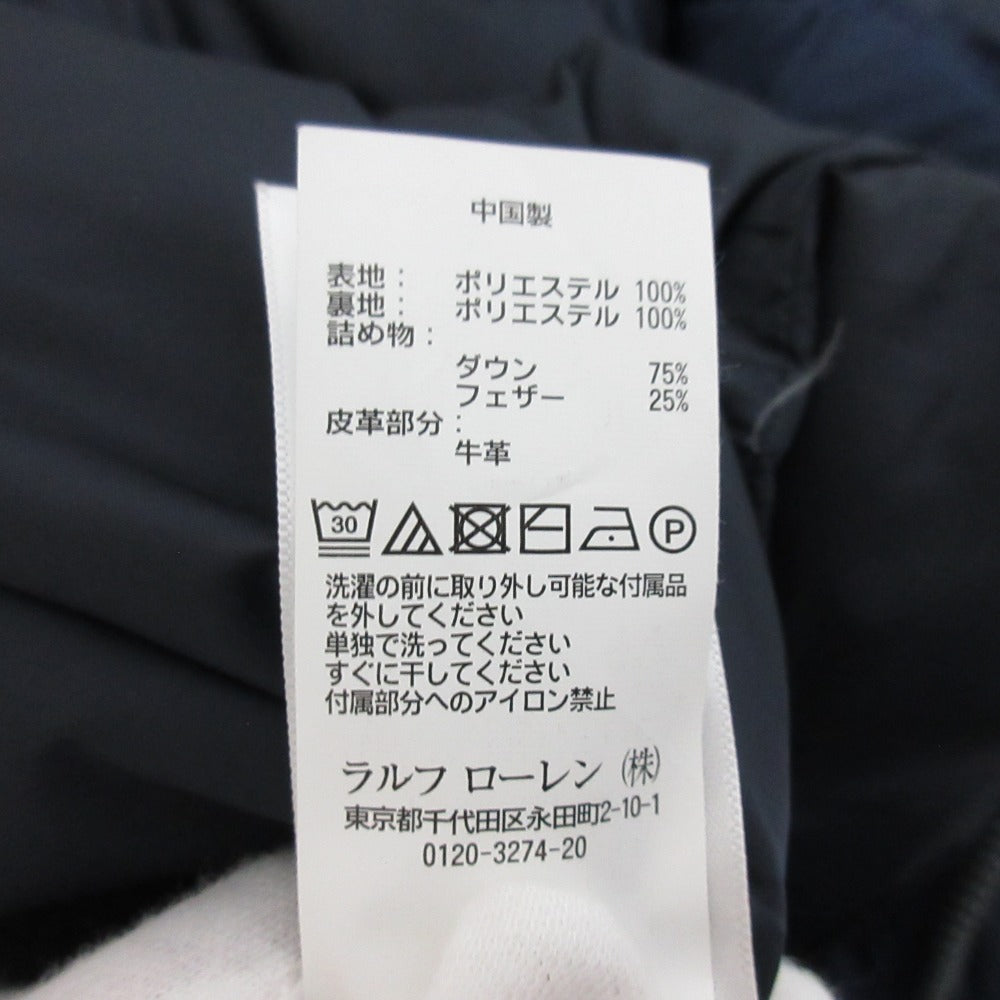 中国製
表地： ポリエステル 100%
裏地： ポリエステル 100%
詰め物：
ダウン 75%
フェザー 25%
皮革部分：
牛革
30 P
洗濯の前に取り外し可能な付属品
を外してください
単独で洗ってください
すぐに干してください
付属部分へのアイロン禁止
ラルフ ローレン ㈱
東京都千代田区永田町2-10-1
0120-3274-20